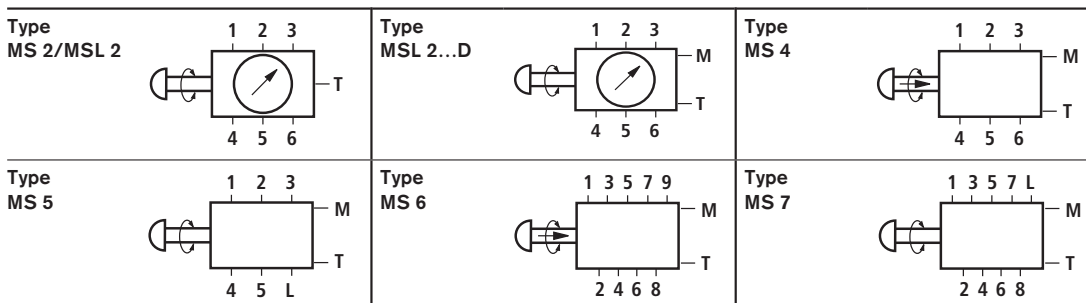 Type
MS 2/MSL 2
1 2 3
T
4 5 6
Type
MSL 2...D
1 2 3
M
T
4 5 6
Type
MS 4
1 2 3
M
T
4 5 6
Type
MS 5
1 2 3
M
T
4 5 L
Type
MS 6
1 3 5 7 9
M
T
2 4 6 8
Type
MS 7
1 3 5 7 L
M
T
2 4 6 8